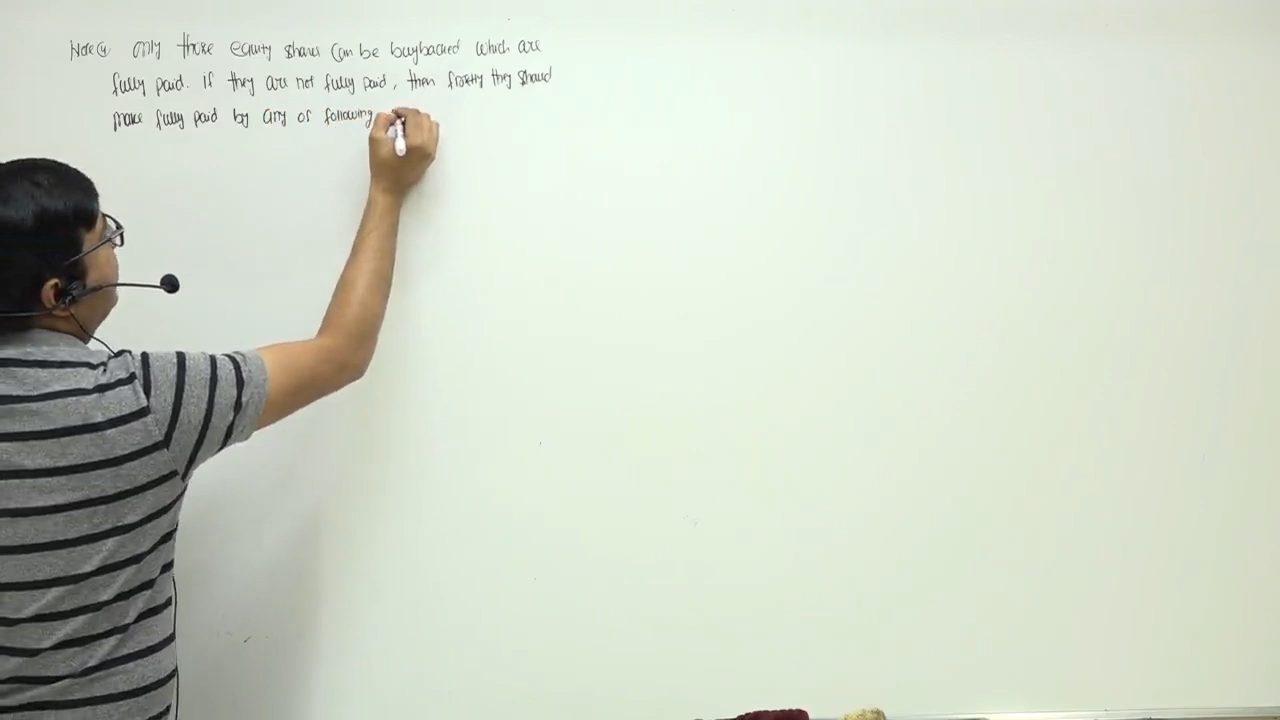 Note 4 only those equity shares can be buybacked which are
fully paid. if they are not fully paid, then firstly they should
make fully paid by any of following